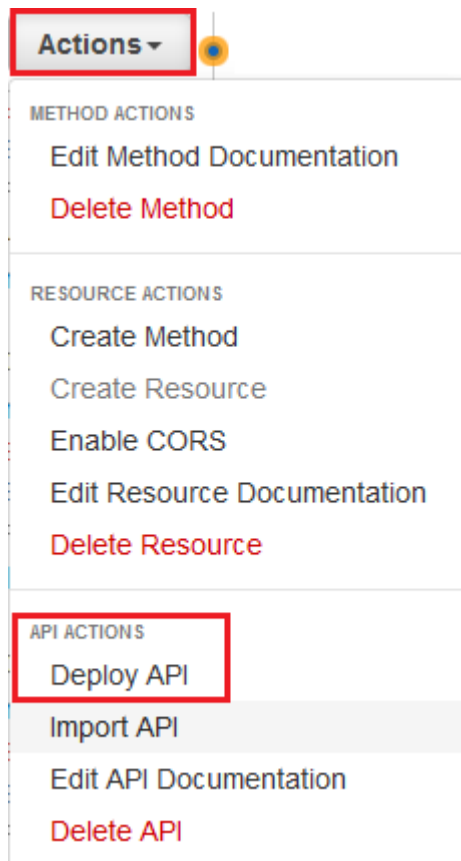 Actions
METHOD ACTIONS
Edit Method Documentation
Delete Method
RESOURCE ACTIONS
Create Method
Create Resource
Enable CORS
Edit Resource Documentation
Delete Resource
API ACTIONS
Deploy API
Import API
Edit API Documentation
Delete API